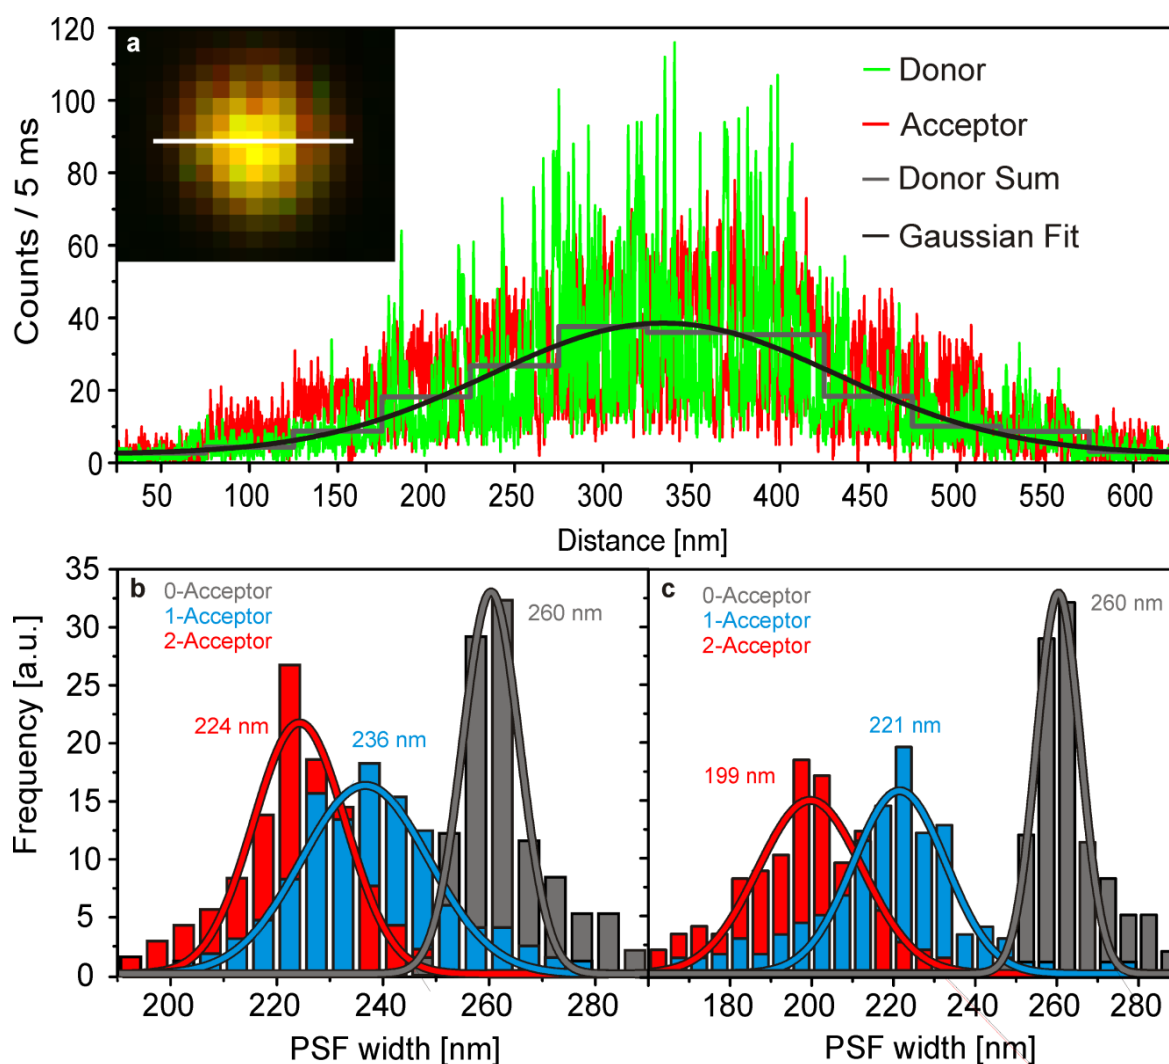 a
Donor
Acceptor
Donor Sum
Gaussian Fit
Counts / 5 ms
120
100
80
60
40
20
0
50 100 150 200 250 300 350 400 450 500 550 600
Distance [nm]
b
0-Acceptor
1-Acceptor
2-Acceptor
260 nm
224 nm
236 nm
Frequency [a.u.]
35
30
25
20
15
10
5
0
200 220 240 260 280
PSF width [nm]
c
0-Acceptor
1-Acceptor
2-Acceptor
260 nm
221 nm
199 nm
160 180 200 220 240 260 280
PSF width [nm]